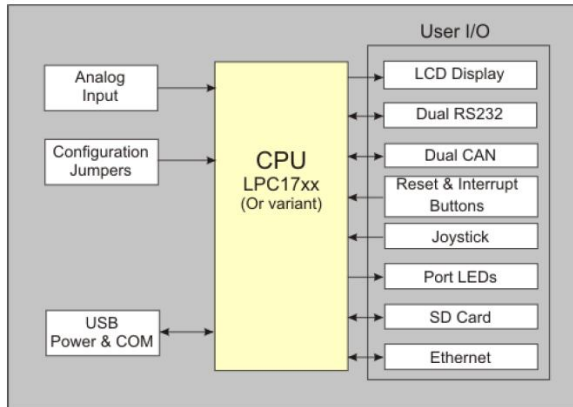 User I/O
Analog
Input
Configuration
Jumpers
USB
Power & COM
CPU
LPC17xx
(Or variant)
LCD Display
Dual RS232
Dual CAN
Reset & Interrupt
Buttons
Joystick
Port LEDs
SD Card
Ethernet